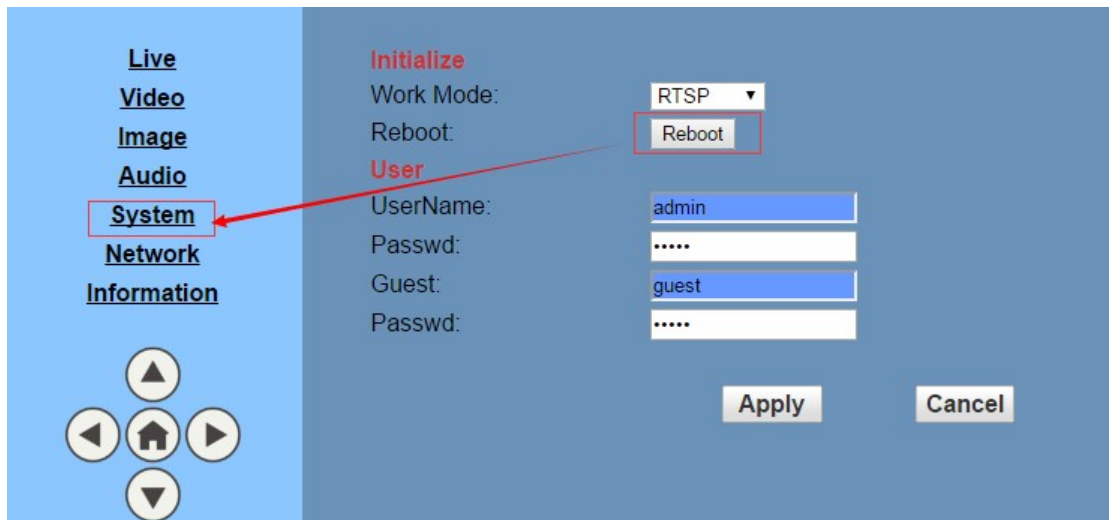 Live
Video
Image
Audio
System
Network
Information
Initialize
Work Mode: RTSP
Reboot: Reboot
User
UserName: admin
Passwd: •••••
Guest: guest
Passwd: •••••
Apply Cancel